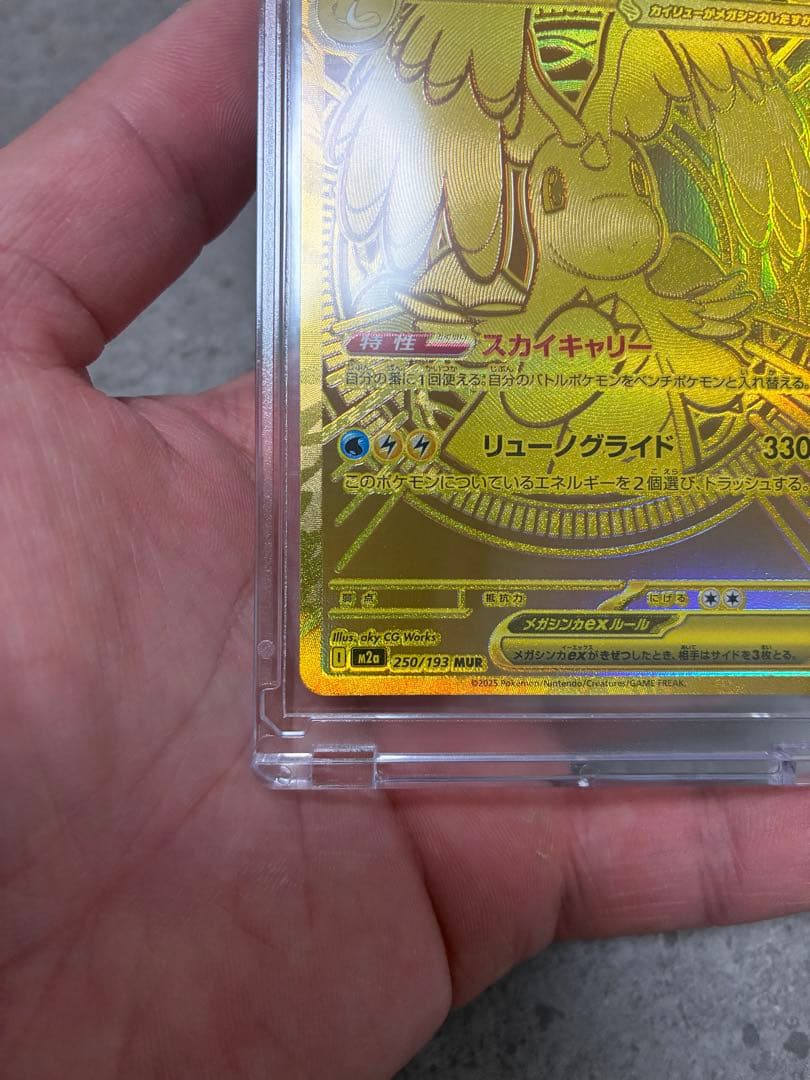 カイリューがメガシンカしたすが
特性 スカイキャリー
自分の番に1回使える。自分のバトルポケモンをベンチポケモンと入れ替える。
リューノグライド 330
このポケモンについているエネルギーを2個選び、トラッシュする。
弱点 抵抗力 にげる
メガシンカexルール
メガシンカexがきぜつしたとき、相手はサイドを3枚とる。
Illus. aky CG Works
I M2a 250/193 MUR
©2025 Pokémon/Nintendo/Creatures/GAME FREAK.